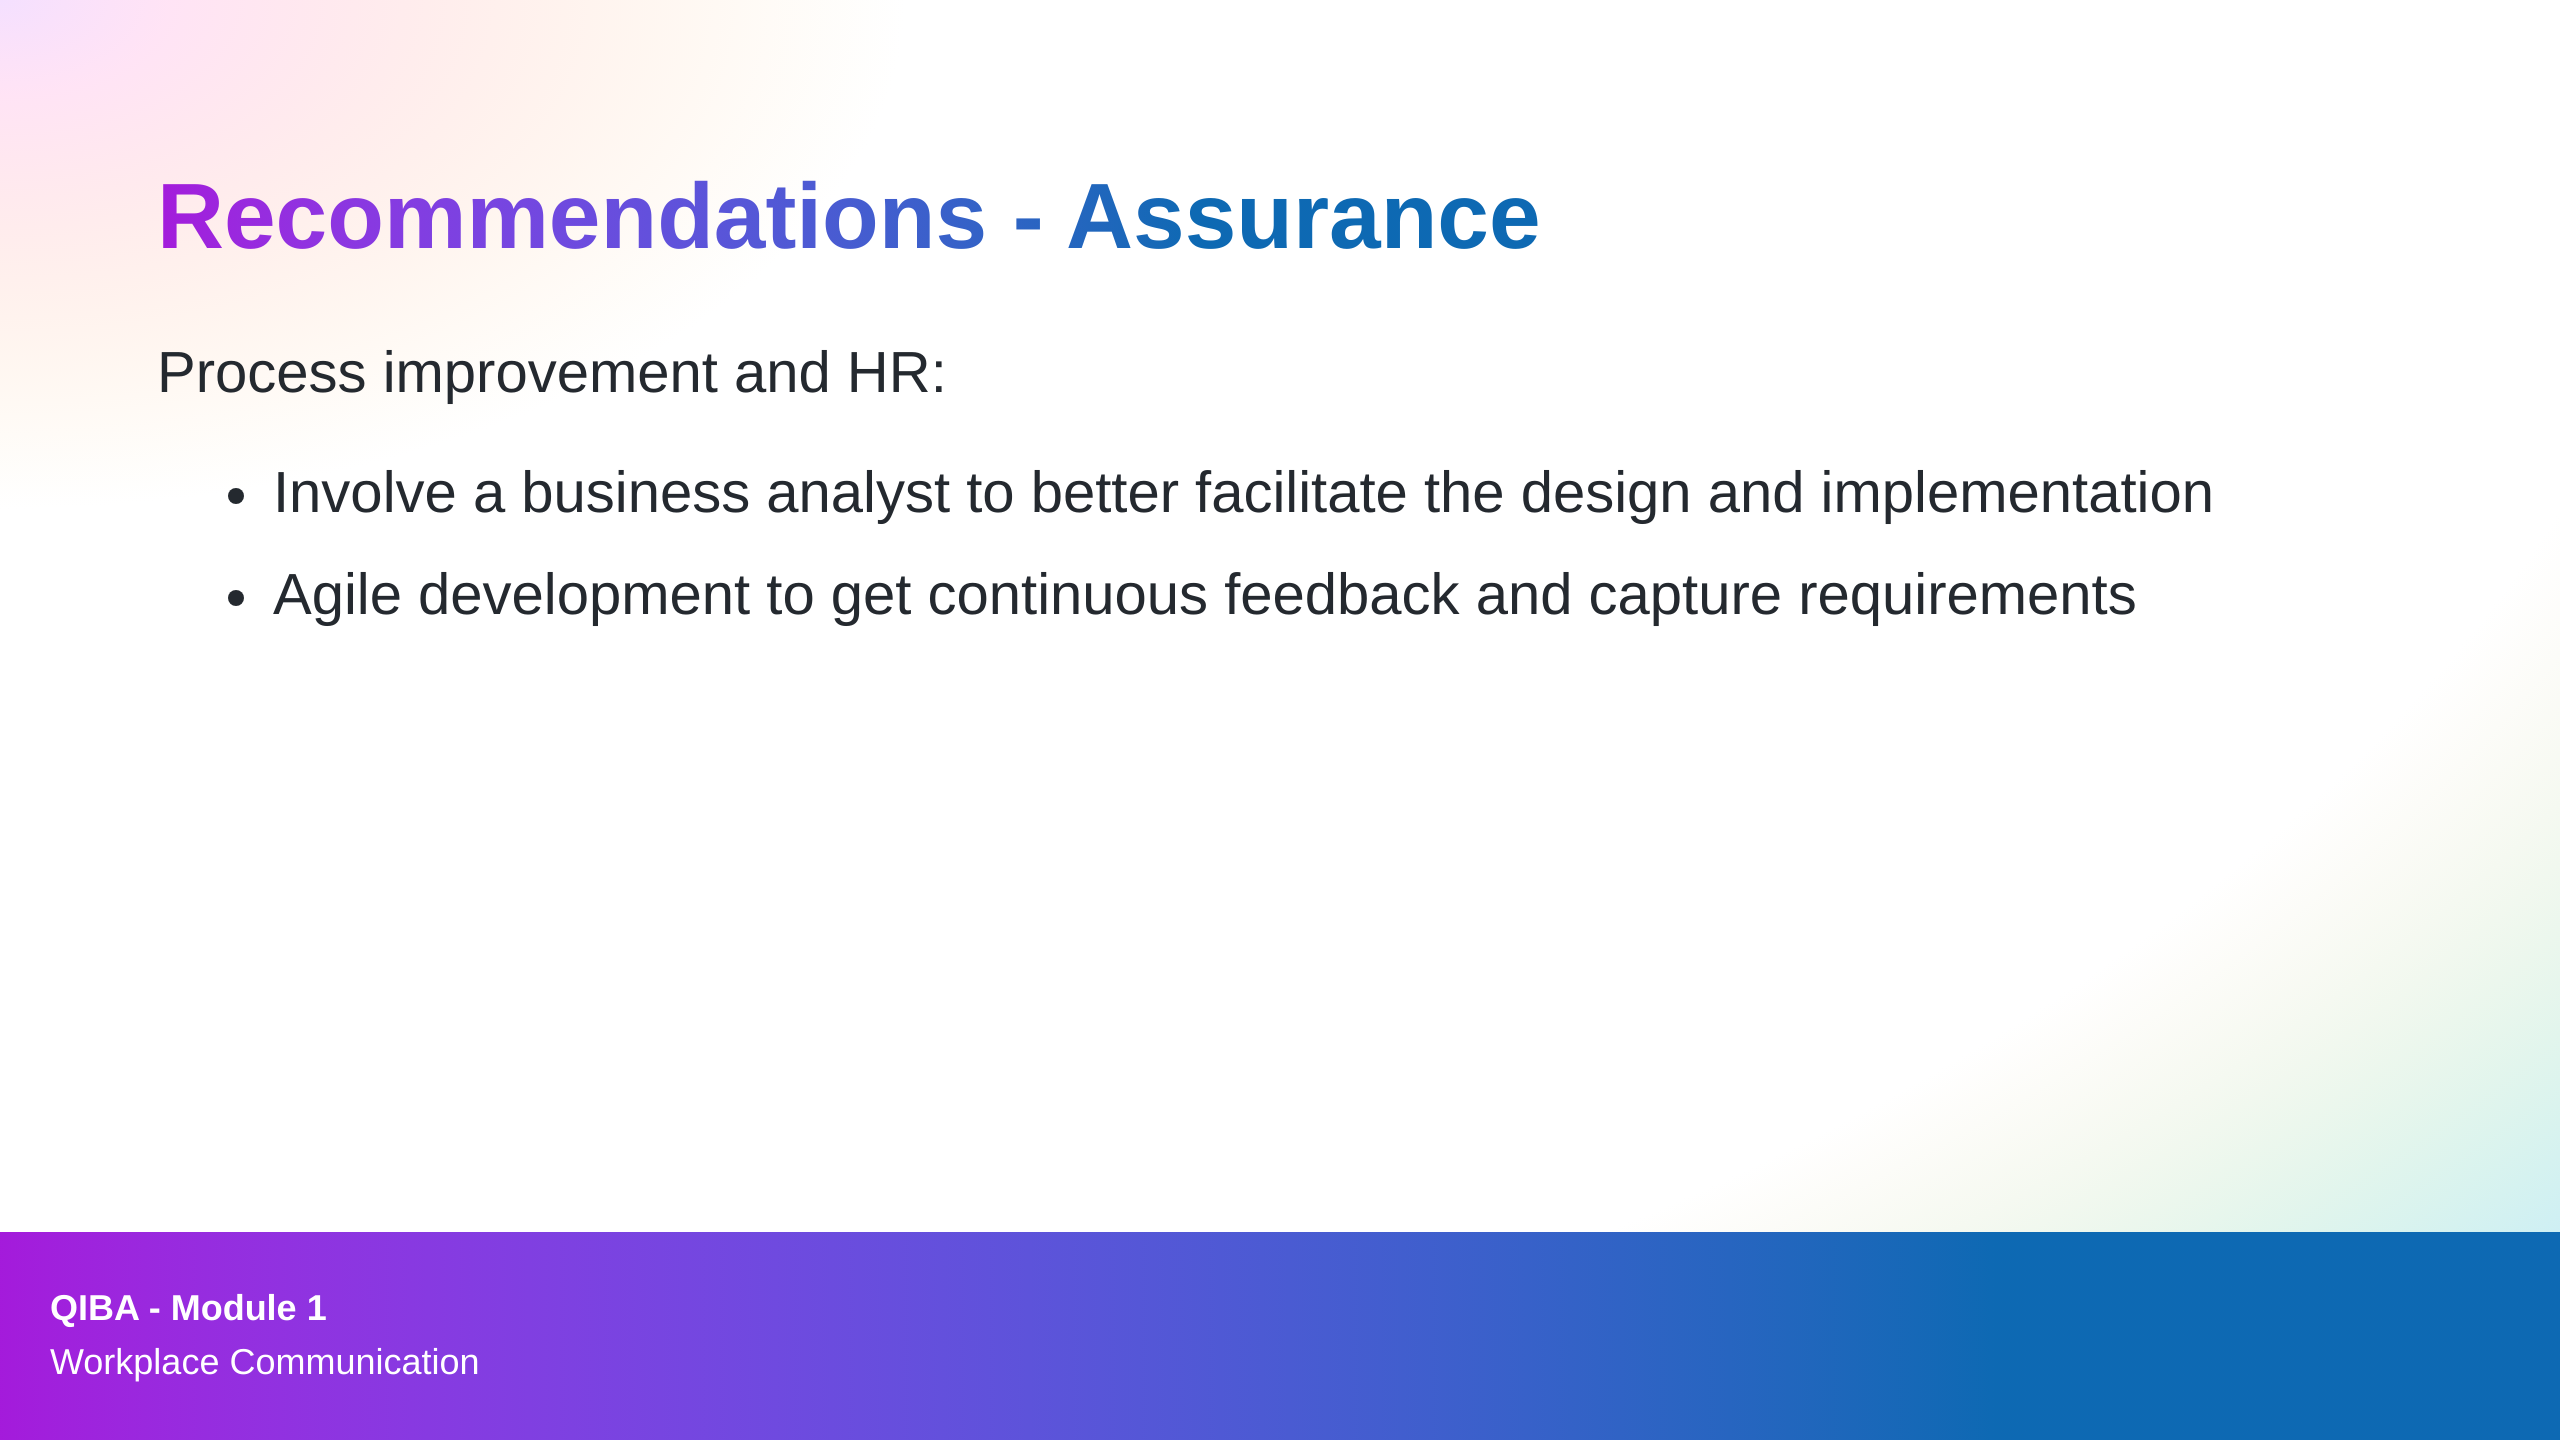 Recommendations - Assurance
Process improvement and HR:
• Involve a business analyst to better facilitate the design and implementation
• Agile development to get continuous feedback and capture requirements
QIBA - Module 1
Workplace Communication